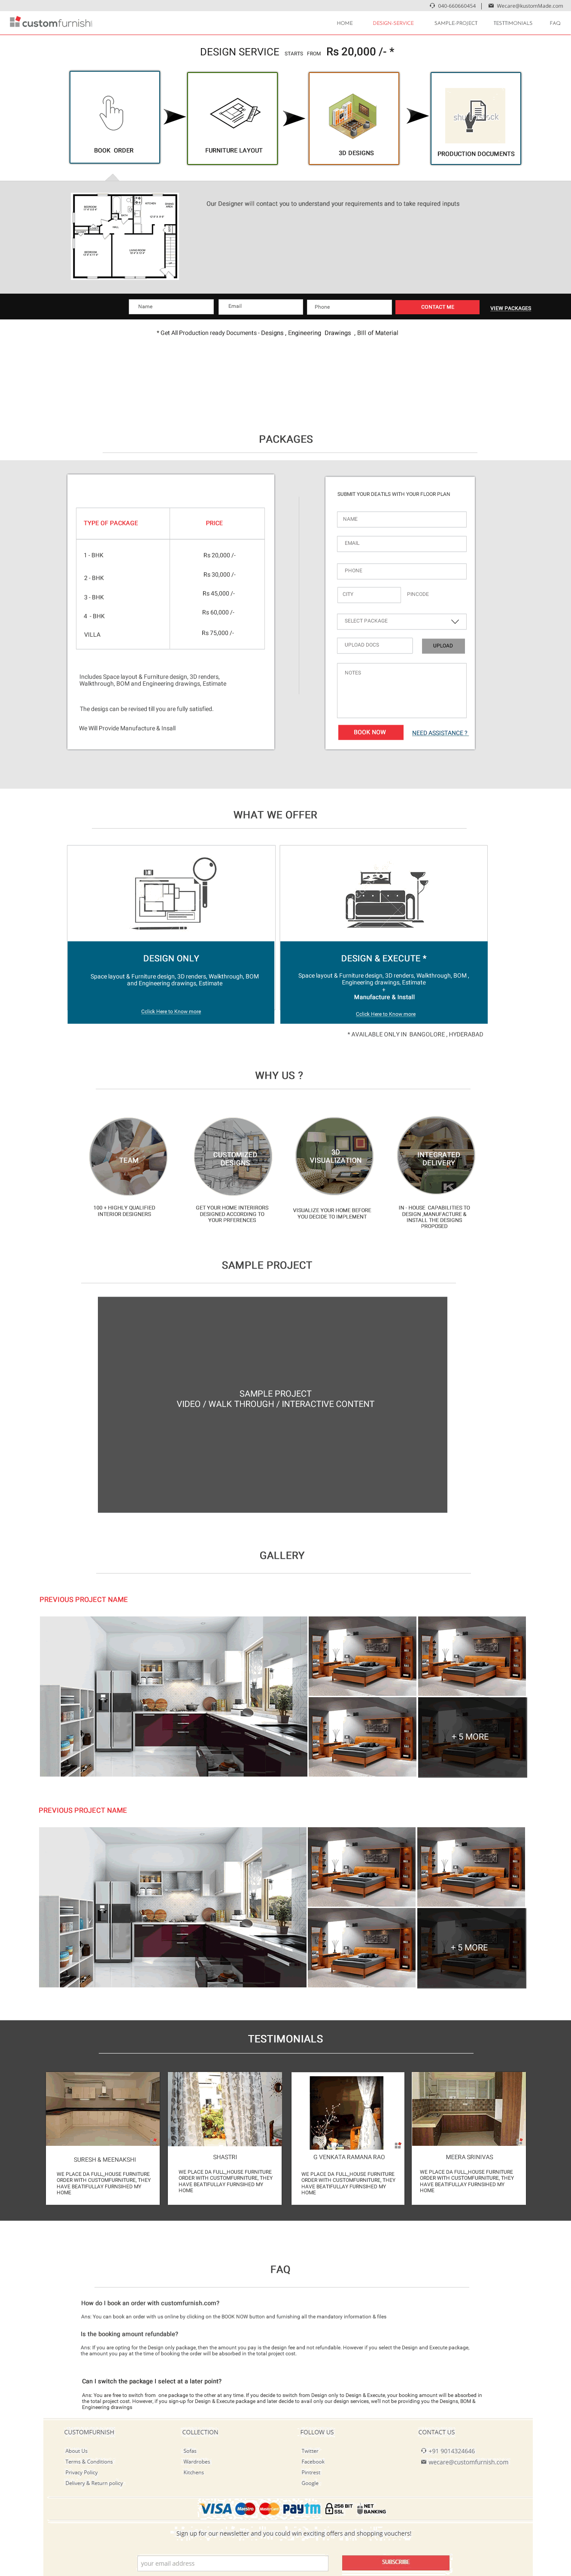 040-660660454 | Wecare@kustomMade.com
customfurnish
HOME DESIGN-SERVICE SAMPLE-PROJECT TESTTIMONIALS FAQ
DESIGN SERVICE STARTS FROM Rs 20,000 /- *
BOOK ORDER
FURNITURE LAYOUT
3D DESIGNS
PRODUCTION DOCUMENTS
Our Designer will contact you to understand your requirements and to take required inputs
Name Email Phone CONTACT ME VIEW PACKAGES
* Get All Production ready Documents - Designs , Engineering Drawings , Bill of Material
PACKAGES
TYPE OF PACKAGE PRICE
1 - BHK Rs 20,000 /-
2 - BHK Rs 30,000 /-
3 - BHK Rs 45,000 /-
4 - BHK Rs 60,000 /-
VILLA Rs 75,000 /-
Includes Space layout & Furniture design, 3D renders,
Walkthrough, BOM and Engineering drawings, Estimate
The design can be revised till you are fully satisfied.
We Will Provide Manufacture & Insall
SUBMIT YOUR DEATILS WITH YOUR FLOOR PLAN
NAME
EMAIL
PHONE
CITY PINCODE
SELECT PACKAGE
UPLOAD DOCS UPLOAD
NOTES
BOOK NOW NEED ASSISTANCE ?
WHAT WE OFFER
DESIGN ONLY
Space layout & Furniture design, 3D renders, Walkthrough, BOM
and Engineering drawings, Estimate
Cclick Here to Know more
DESIGN & EXECUTE *
Space layout & Furniture design, 3D renders, Walkthrough, BOM ,
Engineering drawings, Estimate
+
Manufacture & Install
Cclick Here to Know more
* AVAILABLE ONLY IN BANGOLORE , HYDERABAD
WHY US ?
TEAM
100 + HIGHLY QUALIFIED
INTERIOR DESIGNERS
CUSTOMIZED
DESIGNS
GET YOUR HOME INTERIRORS
DESIGNED ACCORDING TO
YOUR PRFERENCES
3D
VISUALIZATION
VISUALIZE YOUR HOME BEFORE
YOU DECIDE TO IMPLEMENT
INTEGRATED
DELIVERY
IN - HOUSE CAPABILITIES TO
DESIGN ,MANUFACTURE &
INSTALL THE DESIGNS
PROPOSED
SAMPLE PROJECT
SAMPLE PROJECT
VIDEO / WALK THROUGH / INTERACTIVE CONTENT
GALLERY
PREVIOUS PROJECT NAME
+ 5 MORE
PREVIOUS PROJECT NAME
+ 5 MORE
TESTIMONIALS
SURESH & MEENAKSHI
WE PLACE DA FULL_HOUSE FURNITURE
ORDER WITH CUSTOMFURNITURE, THEY
HAVE BEATIFULLAY FURNSIHED MY
HOME
SHASTRI
WE PLACE DA FULL_HOUSE FURNITURE
ORDER WITH CUSTOMFURNITURE, THEY
HAVE BEATIFULLAY FURNSIHED MY
HOME
G VENKATA RAMANA RAO
WE PLACE DA FULL_HOUSE FURNITURE
ORDER WITH CUSTOMFURNITURE, THEY
HAVE BEATIFULLAY FURNSIHED MY
HOME
MEERA SRINIVAS
WE PLACE DA FULL_HOUSE FURNITURE
ORDER WITH CUSTOMFURNITURE, THEY
HAVE BEATIFULLAY FURNSIHED MY
HOME
FAQ
How do I book an order with customfurnish.com?
Ans: You can book an order with us online by clicking on the BOOK NOW button and furnishing all the mandatory information & files
Is the booking amount refundable?
Ans: If you are opting for the Design only package, then the amount you pay is the design fee and not refundable. However if you select the Design and Execute package,
the amount you pay at the time of booking the order will be absorbed in the total project cost.
Can I switch the package I select at a later point?
Ans: You are free to switch from one package to the other at any time. If you decide to switch from Design only to Design & Execute, your booking amount will be absorbed in
the total project cost. However, if you sign-up for Design & Execute package and later decide to avail only our design services, we'll not be providing you the Designs, BOM &
Engineering drawings
CUSTOMFURNISH
About Us
Terms & Conditions
Privacy Policy
Delivery & Return policy
COLLECTION
Sofas
Wardrobes
Kitchens
FOLLOW US
Twitter
Facebook
Pintrest
Google
CONTACT US
+91 9014324646
wecare@customfurnish.com
VISA Maestro MasterCard paytm 256 BIT SSL NET BANKING
Sign up for our newsletter and you could win exciting offers and shopping vouchers!
your email address SUBSCRIBE